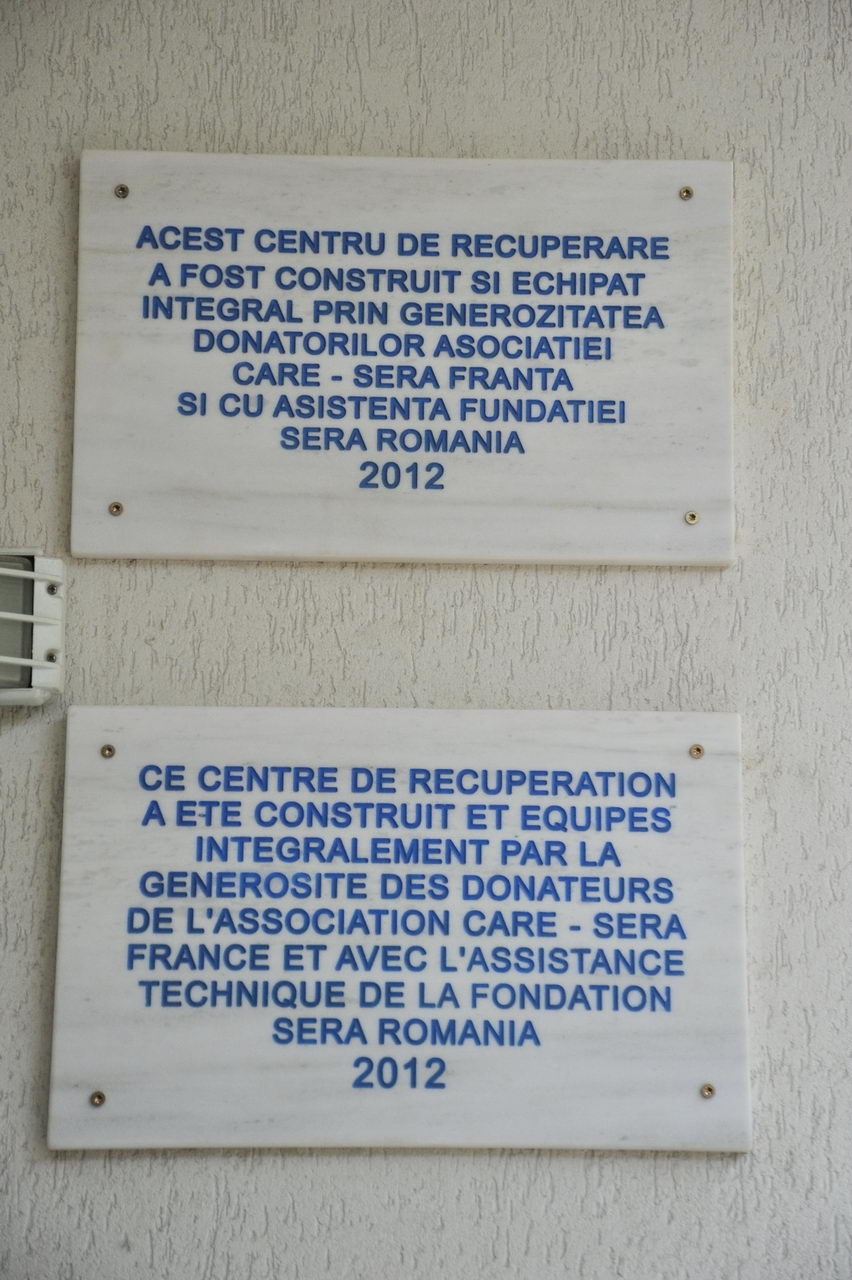 ACEST CENTRU DE RECUPERARE
A FOST CONSTRUIT SI ECHIPAT
INTEGRAL PRIN GENEROZITATEA
DONATORILOR ASOCIATIEI
CARE - SERA FRANTA
SI CU ASISTENTA FUNDATIEI
SERA ROMANIA
2012
CE CENTRE DE RECUPERATION
A ETE CONSTRUIT ET EQUIPES
INTEGRALEMENT PAR LA
GENEROSITE DES DONATEURS
DE L'ASSOCIATION CARE - SERA
FRANCE ET AVEC L'ASSISTANCE
TECHNIQUE DE LA FONDATION
SERA ROMANIA
2012